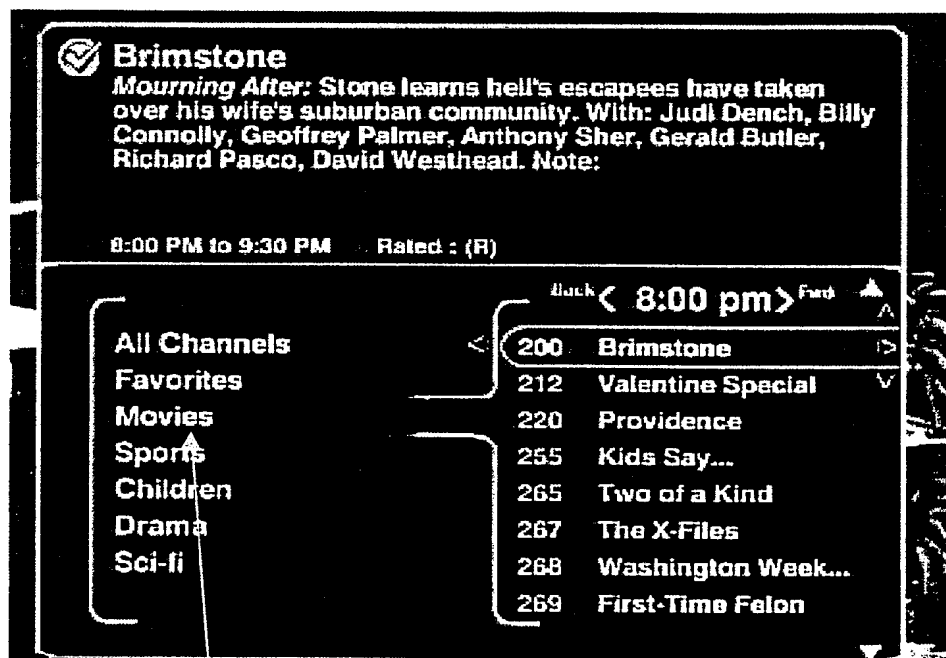 Brimstone
Mourning After: Stone learns hell's escapees have taken
over his wife's suburban community. With: Judi Dench, Billy
Connolly, Geoffrey Palmer, Anthony Sher, Gerald Butler,
Richard Pasco, David Westhead. Note:
8:00 PM to 9:30 PM Rated : (R)
Back < 8:00 pm > Fwd
All Channels <
Favorites
Movies
Sports
Children
Drama
Sci-fi
200 Brimstone
212 Valentine Special
220 Providence
255 Kids Say...
265 Two of a Kind
267 The X-Files
268 Washington Week...
269 First-Time Felon